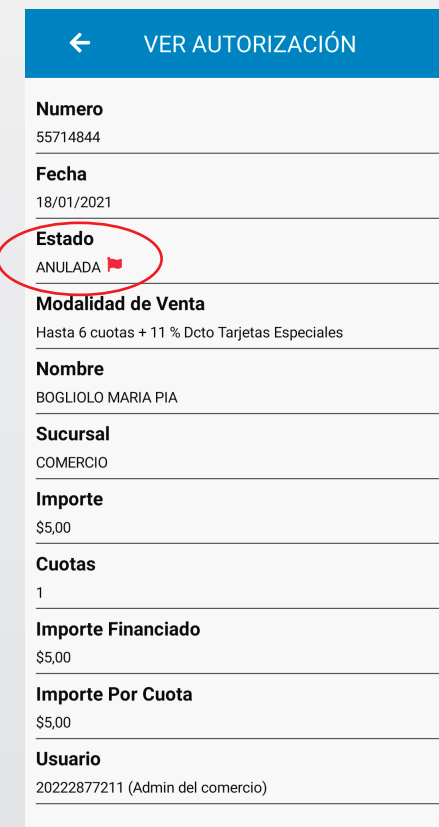 VER AUTORIZACIÓN
Numero
55714844
Fecha
18/01/2021
Estado
ANULADA
Modalidad de Venta
Hasta 6 cuotas + 11 % Dcto Tarjetas Especiales
Nombre
BOGLIOLO MARIA PIA
Sucursal
COMERCIO
Importe
$5,00
Cuotas
1
Importe Financiado
$5,00
Importe Por Cuota
$5,00
Usuario
20222877211 (Admin del comercio)